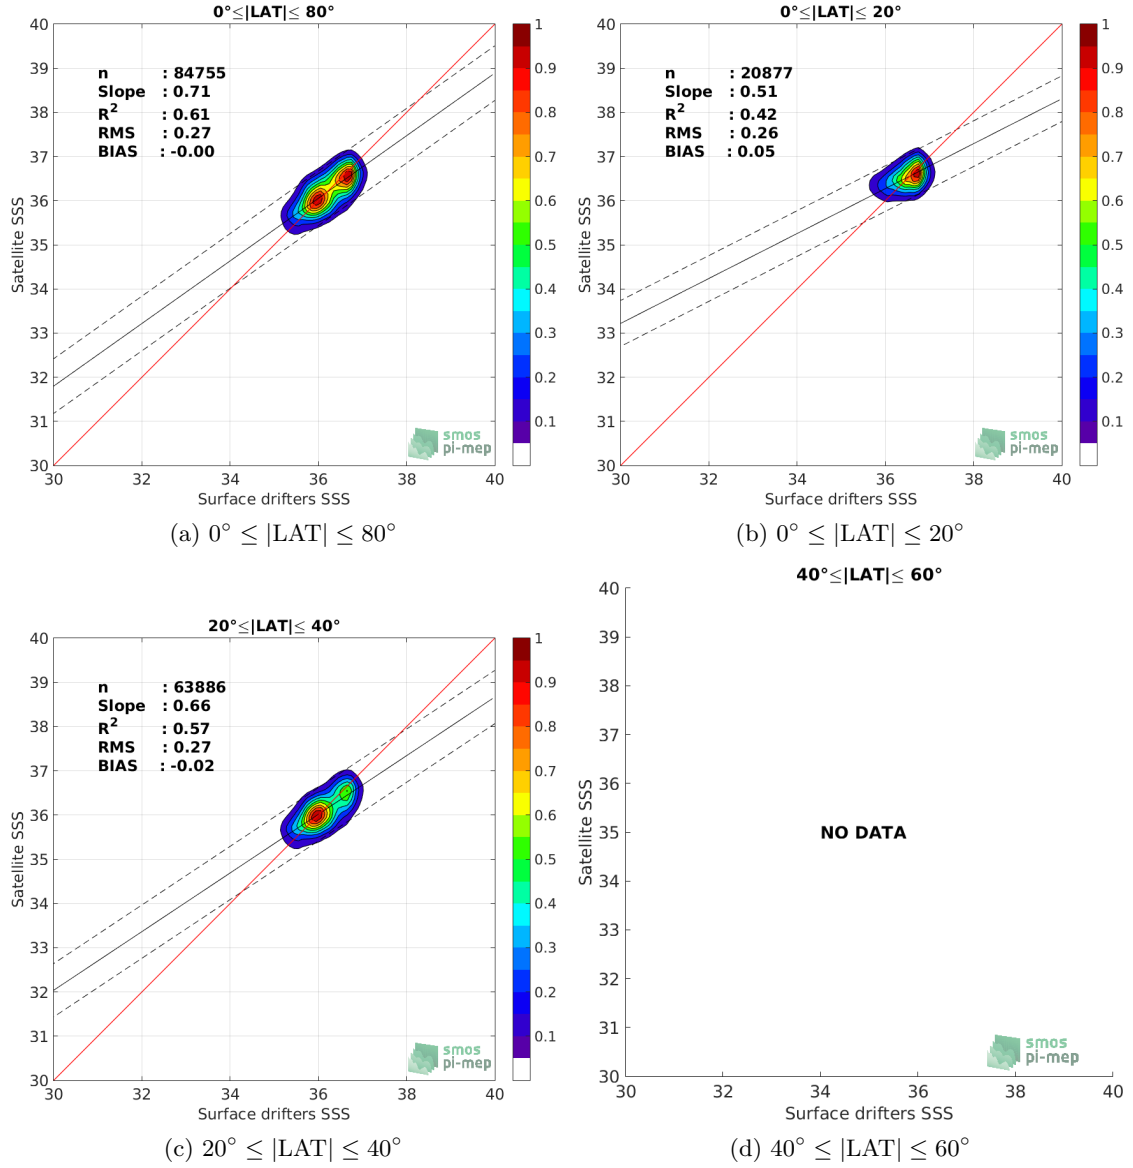 0°≤|LAT|≤ 80°
40
39
38
37
36
35
34
33
32
31
30
n : 84755
Slope : 0.71
R2 : 0.61
RMS : 0.27
BIAS : -0.00
Satellite SSS
30 32 34 36 38 40
Surface drifters SSS
1
0.9
0.8
0.7
0.6
0.5
0.4
0.3
0.2
0.1
smos
pi-mep
(a) 0° ≤ |LAT| ≤ 80°
0°≤|LAT|≤ 20°
40
39
38
37
36
35
34
33
32
31
30
n : 20877
Slope : 0.51
R2 : 0.42
RMS : 0.26
BIAS : 0.05
Satellite SSS
30 32 34 36 38 40
Surface drifters SSS
1
0.9
0.8
0.7
0.6
0.5
0.4
0.3
0.2
0.1
smos
pi-mep
(b) 0° ≤ |LAT| ≤ 20°
20°≤|LAT|≤ 40°
40
39
38
37
36
35
34
33
32
31
30
n : 63886
Slope : 0.66
R2 : 0.57
RMS : 0.27
BIAS : -0.02
Satellite SSS
30 32 34 36 38 40
Surface drifters SSS
1
0.9
0.8
0.7
0.6
0.5
0.4
0.3
0.2
0.1
smos
pi-mep
(c) 20° ≤ |LAT| ≤ 40°
40°≤|LAT|≤ 60°
40
39
38
37
36
35
34
33
32
31
30
NO DATA
Satellite SSS
30 32 34 36 38 40
Surface drifters SSS
smos
pi-mep
(d) 40° ≤ |LAT| ≤ 60°